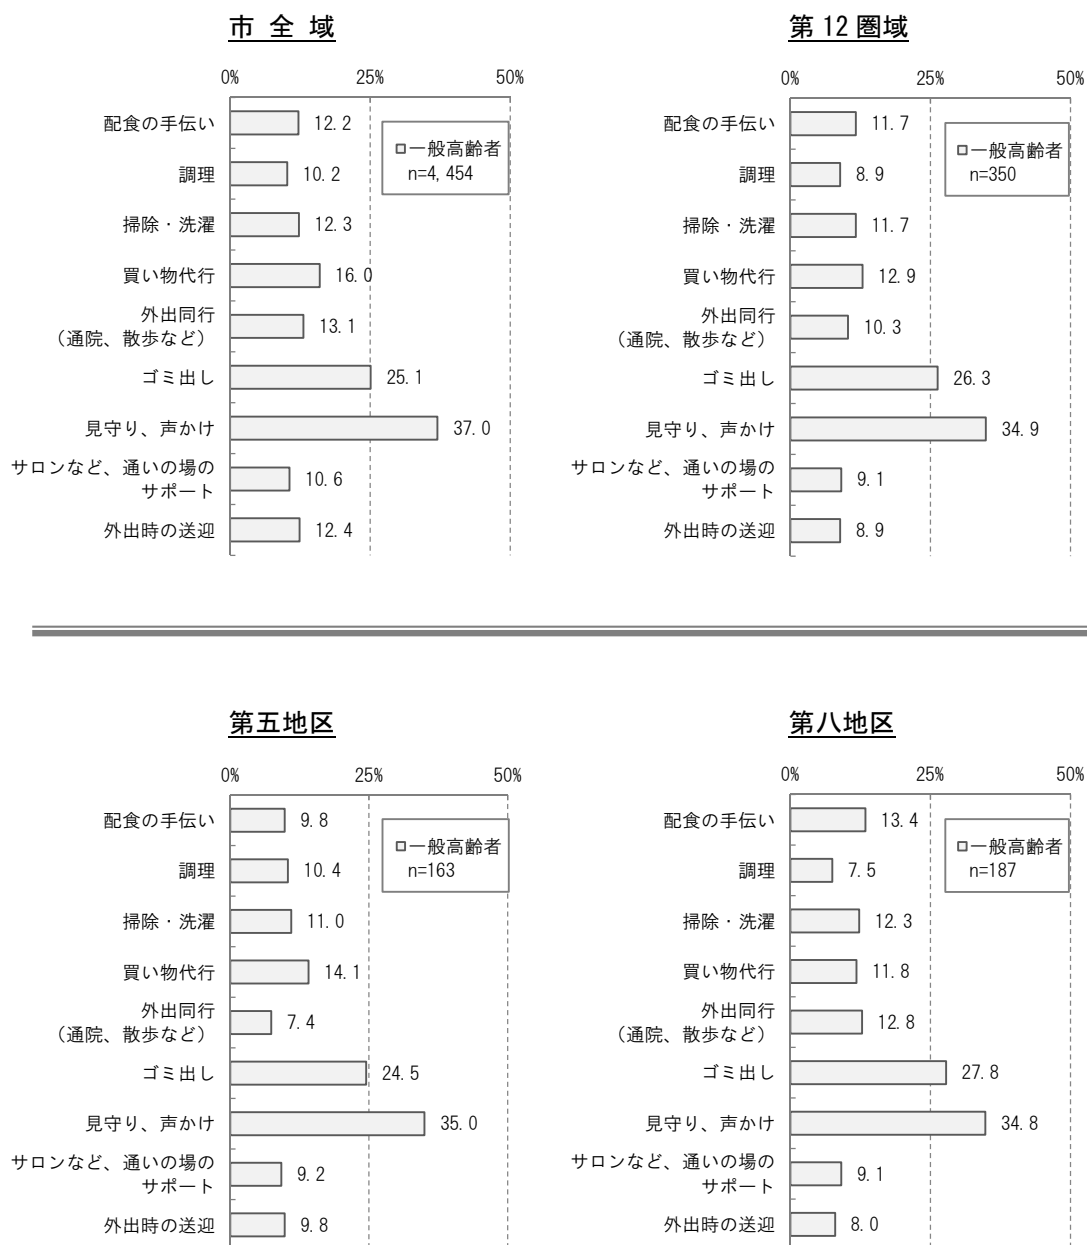 市 全 域
0% 25% 50%
配食の手伝い 12.2
調理 10.2
掃除・洗濯 12.3
買い物代行 16.0
外出同行
（通院、散歩など） 13.1
ゴミ出し 25.1
見守り、声かけ 37.0
サロンなど、通いの場の
サポート 10.6
外出時の送迎 12.4
一般高齢者
n=4,454
第 12 圏域
0% 25% 50%
配食の手伝い 11.7
調理 8.9
掃除・洗濯 11.7
買い物代行 12.9
外出同行
（通院、散歩など） 10.3
ゴミ出し 26.3
見守り、声かけ 34.9
サロンなど、通いの場の
サポート 9.1
外出時の送迎 8.9
一般高齢者
n=350
第五地区
0% 25% 50%
配食の手伝い 9.8
調理 10.4
掃除・洗濯 11.0
買い物代行 14.1
外出同行
（通院、散歩など） 7.4
ゴミ出し 24.5
見守り、声かけ 35.0
サロンなど、通いの場の
サポート 9.2
外出時の送迎 9.8
一般高齢者
n=163
第八地区
0% 25% 50%
配食の手伝い 13.4
調理 7.5
掃除・洗濯 12.3
買い物代行 11.8
外出同行
（通院、散歩など） 12.8
ゴミ出し 27.8
見守り、声かけ 34.8
サロンなど、通いの場の
サポート 9.1
外出時の送迎 8.0
一般高齢者
n=187